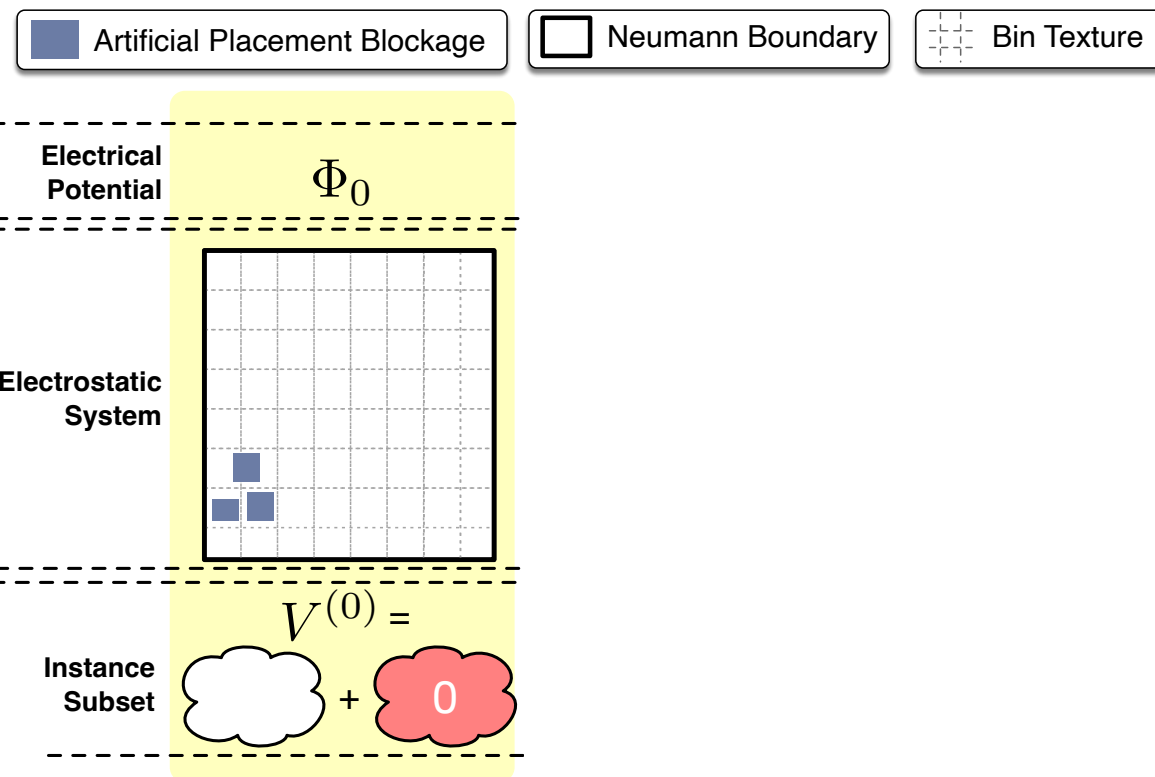 Artificial Placement Blockage
Neumann Boundary
Bin Texture
Electrical
Potential
Φ₀
Electrostatic
System
V⁽⁰⁾ =
Instance
Subset
+ 0